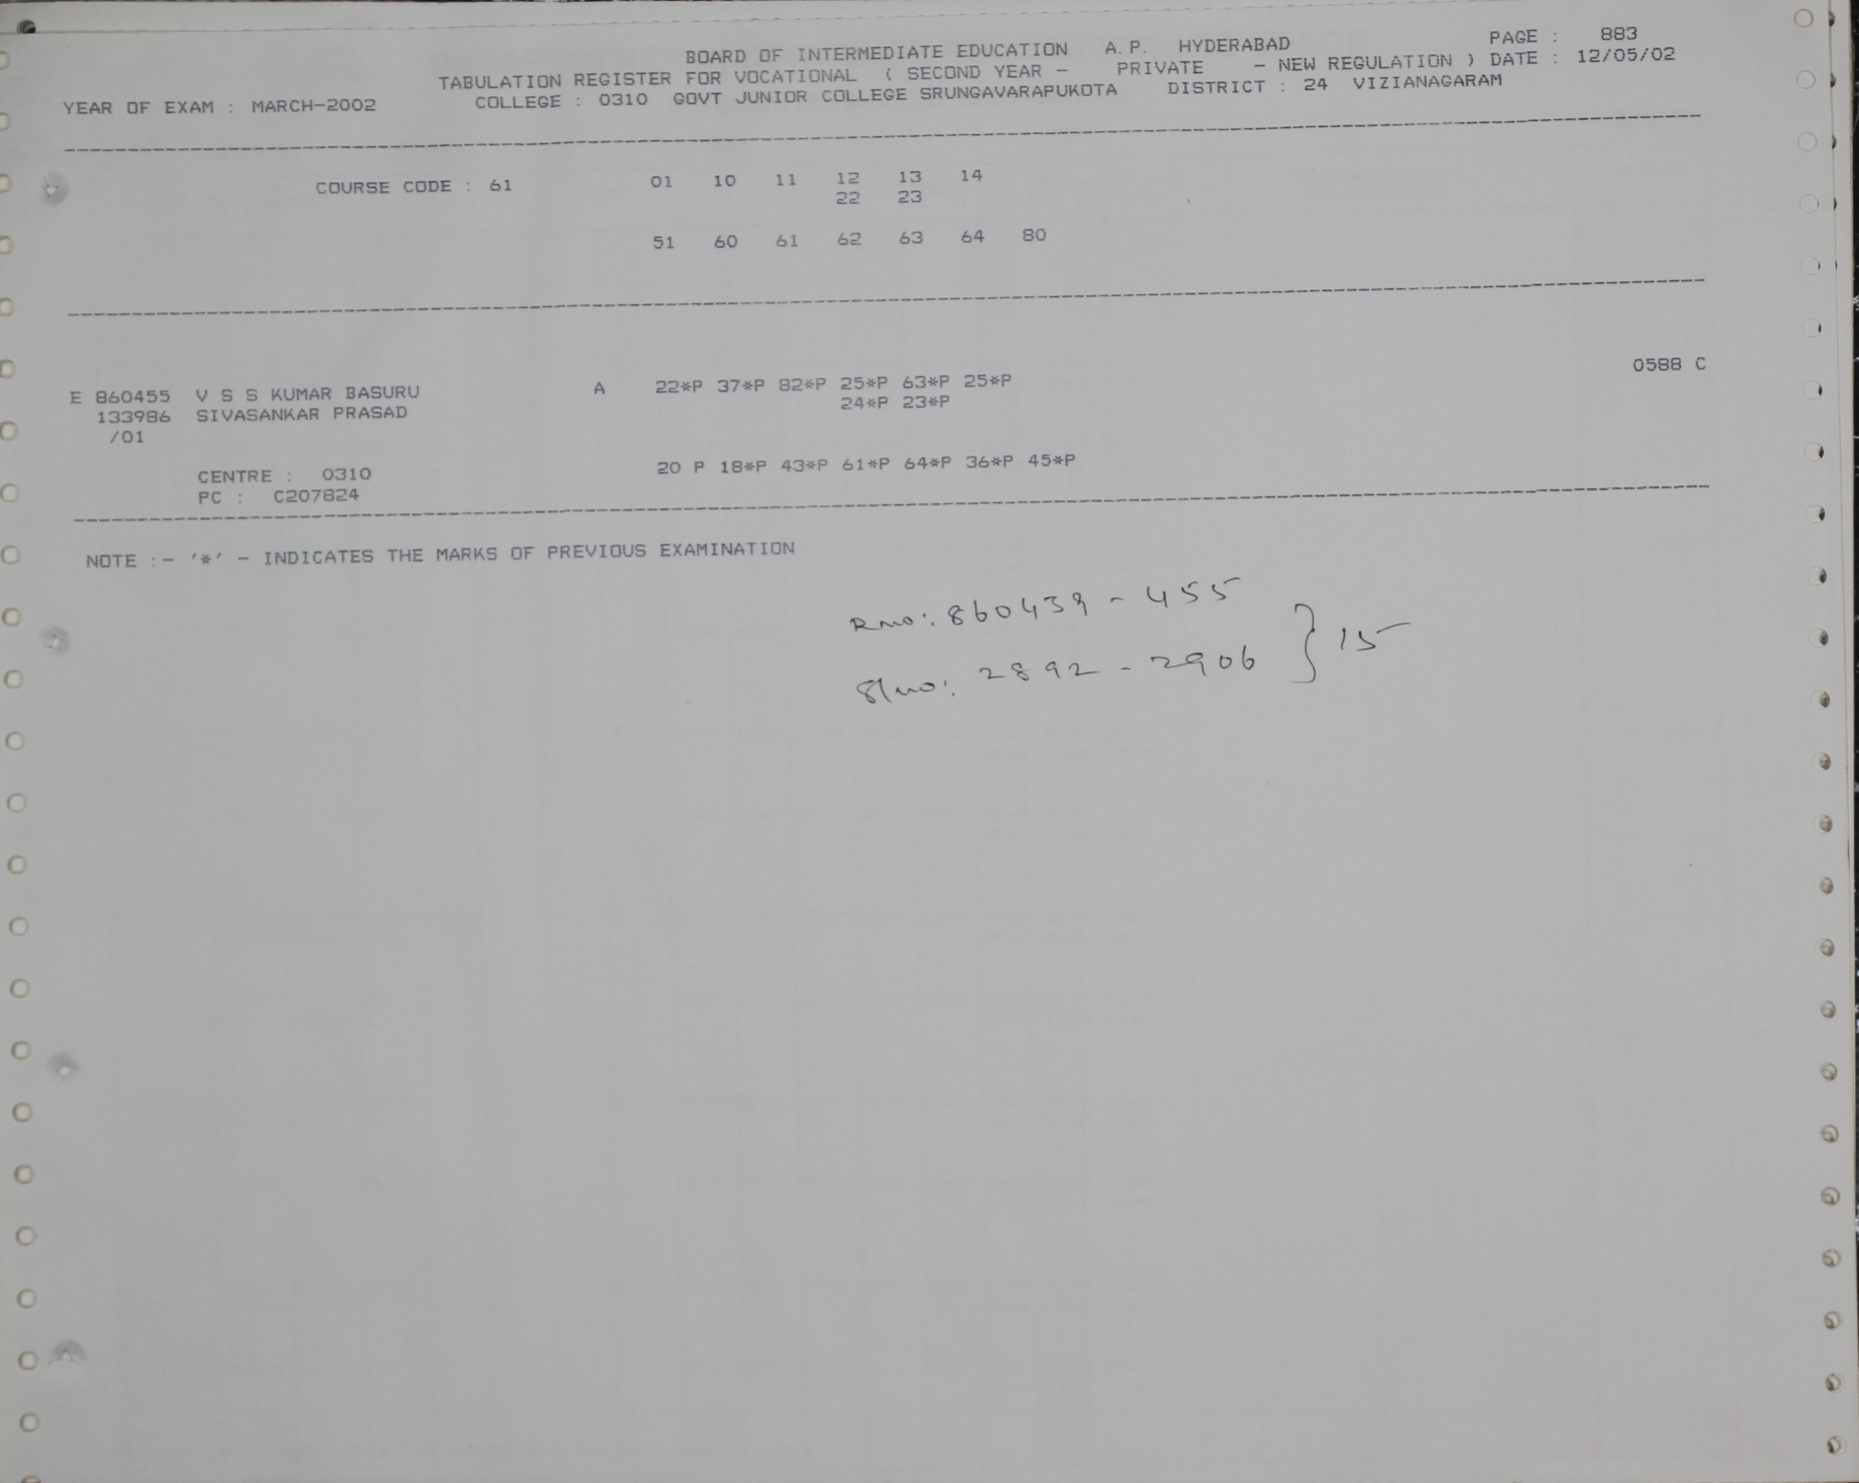 BOARD OF INTERMEDIATE EDUCATION A.P. HYDERABAD PAGE : 883
TABULATION REGISTER FOR VOCATIONAL ( SECOND YEAR - PRIVATE - NEW REGULATION ) DATE : 12/05/02
YEAR OF EXAM : MARCH-2002 COLLEGE : 0310 GOVT JUNIOR COLLEGE SRUNGAVARAPUKOTA DISTRICT : 24 VIZIANAGARAM
COURSE CODE : 61 01 10 11 12 13 14
22 23
51 60 61 62 63 64 80
E 860455 V S S KUMAR BASURU A 22*P 37*P 82*P 25*P 63*P 25*P 0588 C
133986 SIVASANKAR PRASAD 24*P 23*P
/01
CENTRE : 0310 20 P 18*P 43*P 61*P 64*P 36*P 45*P
PC : C207824
NOTE :- '*' - INDICATES THE MARKS OF PREVIOUS EXAMINATION
Rno: 860439 - 455
Slno: 2892 - 2906 } 15